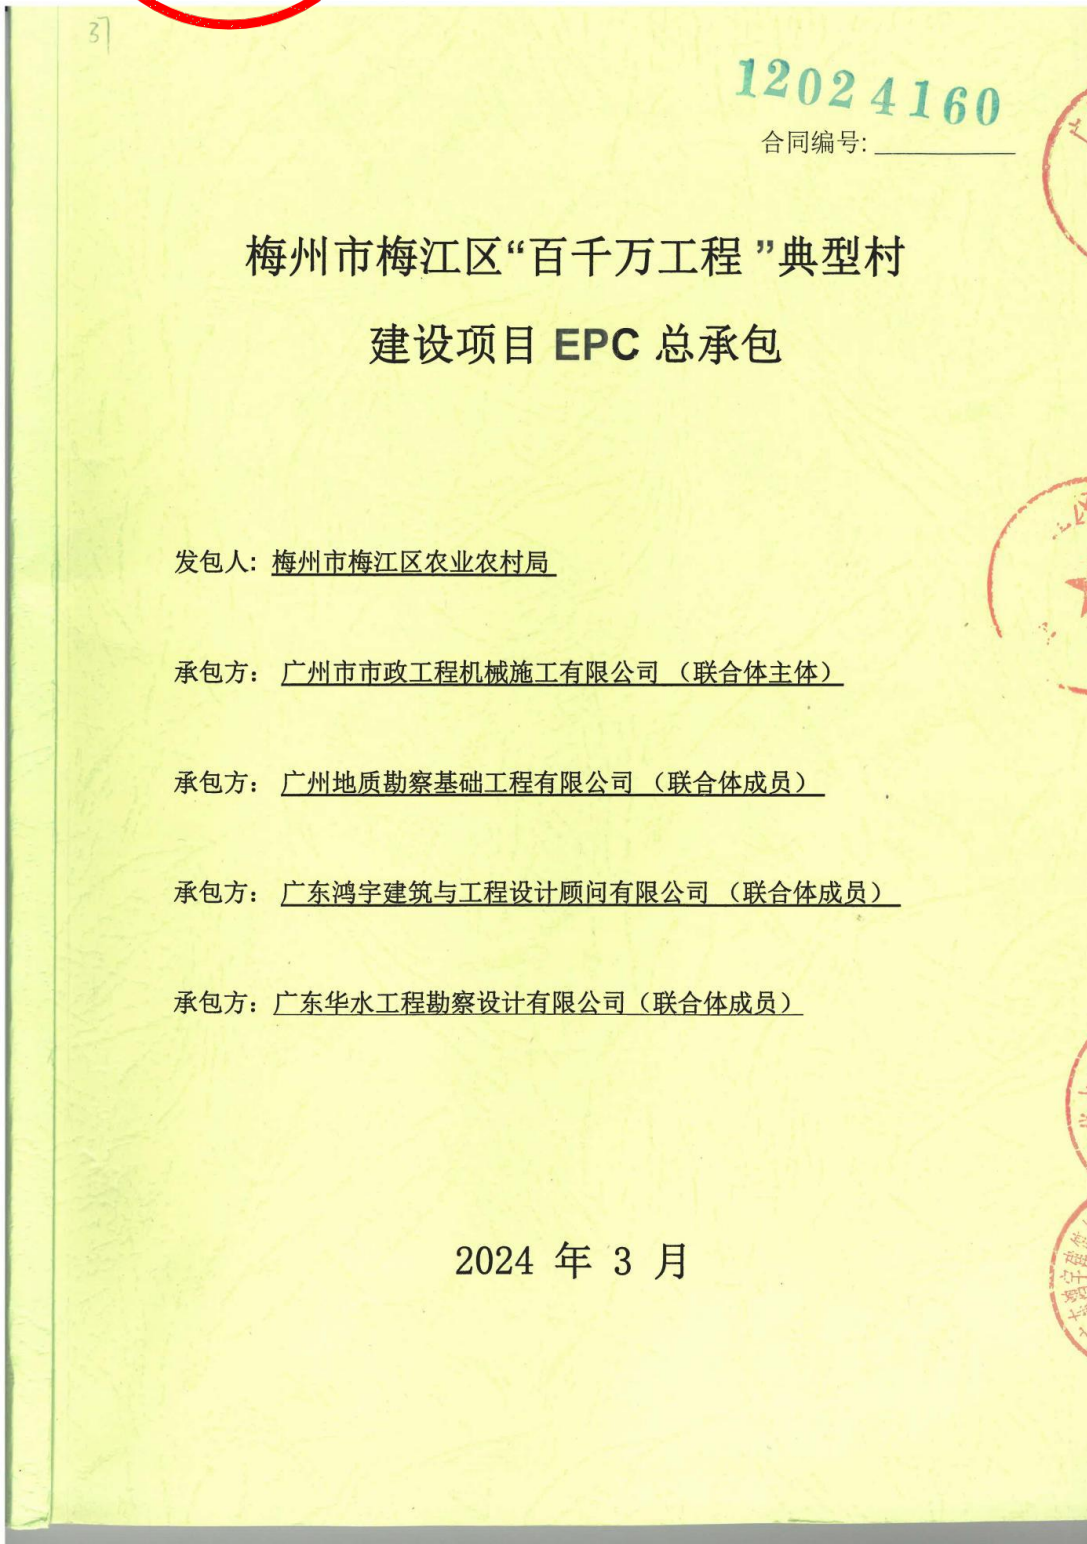 37
12024160
合同编号:
梅州市梅江区“百千万工程”典型村
建设项目 EPC 总承包
发包人: 梅州市梅江区农业农村局
承包方: 广州市市政工程机械施工有限公司 （联合体主体）
承包方: 广州地质勘察基础工程有限公司 （联合体成员）
承包方: 广东鸿宇建筑与工程设计顾问有限公司 （联合体成员）
承包方: 广东华水工程勘察设计有限公司（联合体成员）
2024 年 3 月